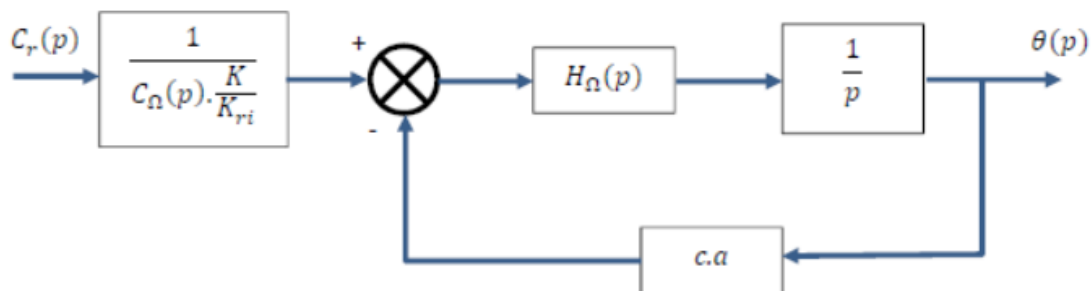 C_r(p)
1
C_Ω(p).K
K_ri
+
-
H_Ω(p)
1
p
θ(p)
c.a